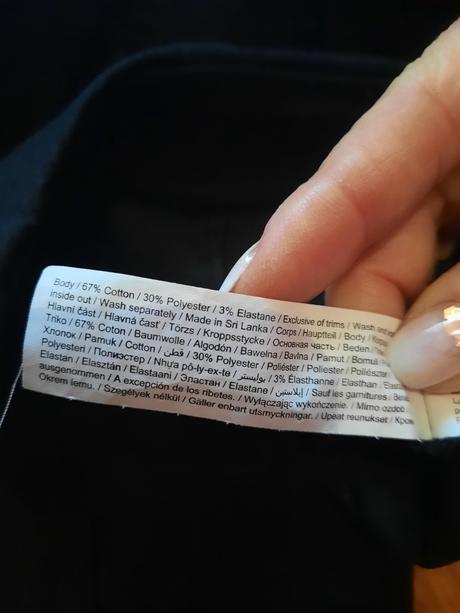 Body / 67% Cotton / 30% Polyester / 3% Elastane / Exclusive of trims / Wash and
inside out / Wash separately / Made in Sri Lanka / Corps / Hauptteil / Body /
Hlavní část / Hlavná časť / Törzs / Kroppsstycke / Основная часть / Beden /
Triko / 67% Coton / Baumwolle / Algodón / Bawełna / Bavlna / Pamut / Bomull
Хлопок / Pamuk / Cotton / قطن / 30% Polyester / Poliéster / Poliester / Poliészter
Polyesteri / Полиэстер / Nhựa pô-ly-ex-te / بوليستر / 3% Élasthanne / Elasthan /
Elastan / Elasztán / Elastaani / Эластан / Elastane / إيلاستين / Sauf les garnitures /
ausgenommen / A excepción de los ribetes. / Wyłączając wykończenie. / Mimo ozdob
Okrem lemu. / Szegélyek nélkül / Gäller enbart utsmyckningar. / Upeat reunukset /